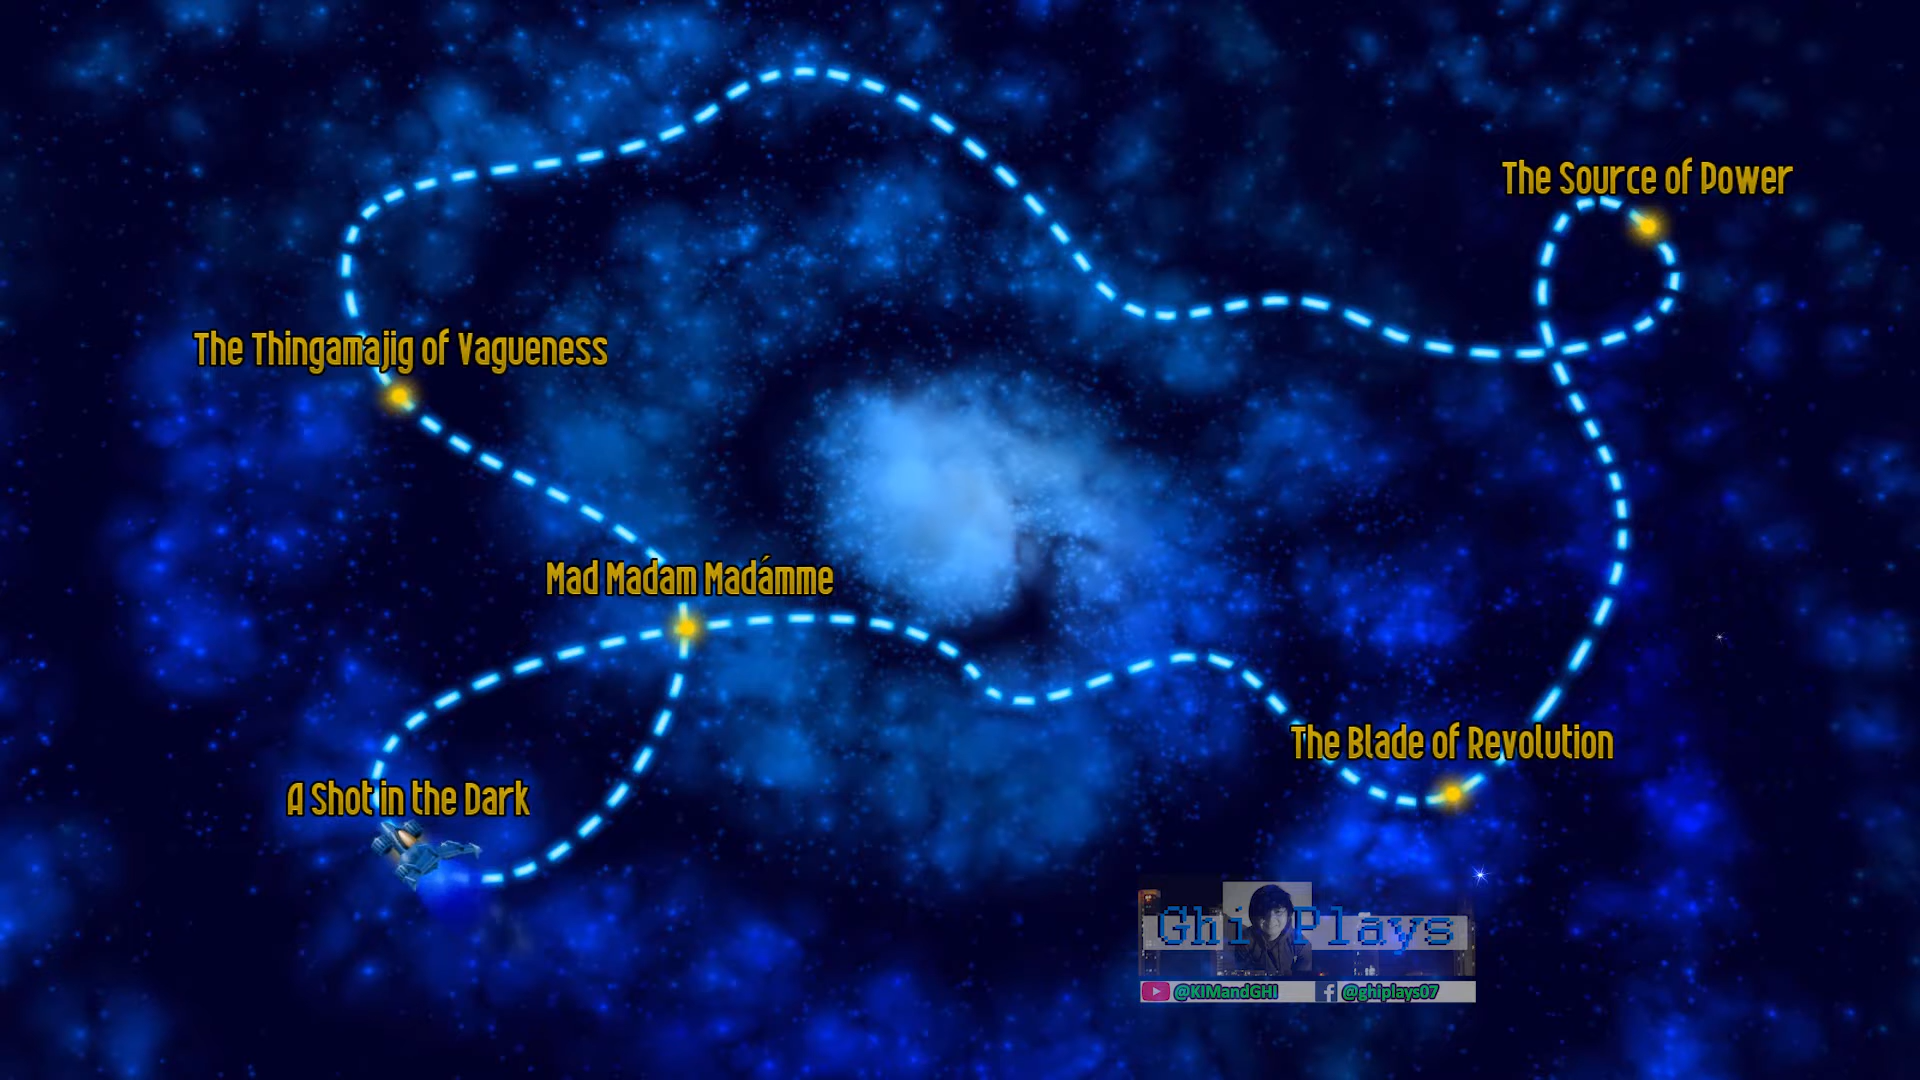 The Source of Power
The Thingamajig of Vagueness
Mad Madam Madámme
The Blade of Revolution
A Shot in the Dark
Ghi Plays
@KIMandGHI
@ghiplays07